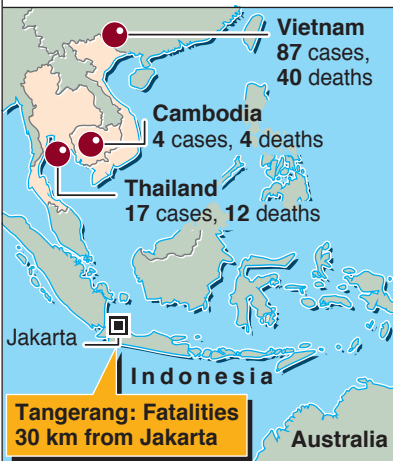 Vietnam
87 cases,
40 deaths
Cambodia
4 cases, 4 deaths
Thailand
17 cases, 12 deaths
Jakarta
Indonesia
Tangerang: Fatalities
30 km from Jakarta
Australia